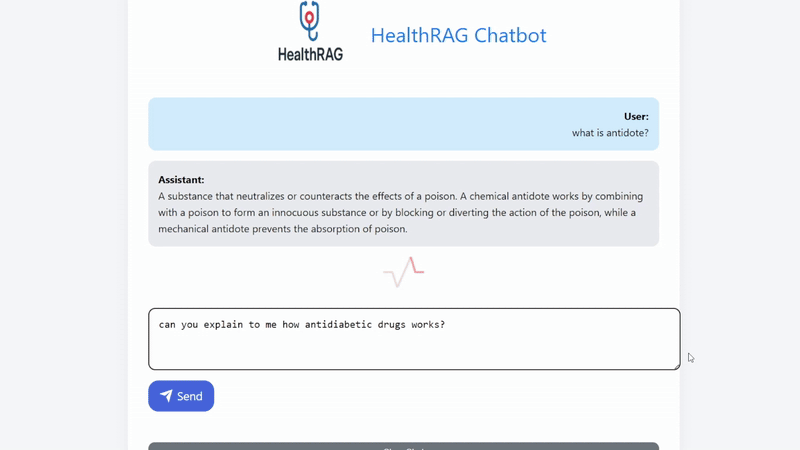 HealthRAG
HealthRAG Chatbot
User:
what is antidote?
Assistant:
A substance that neutralizes or counteracts the effects of a poison. A chemical antidote works by combining
with a poison to form an innocuous substance or by blocking or diverting the action of the poison, while a
mechanical antidote prevents the absorption of poison.
can you explain to me how antidiabetic drugs works?
Send